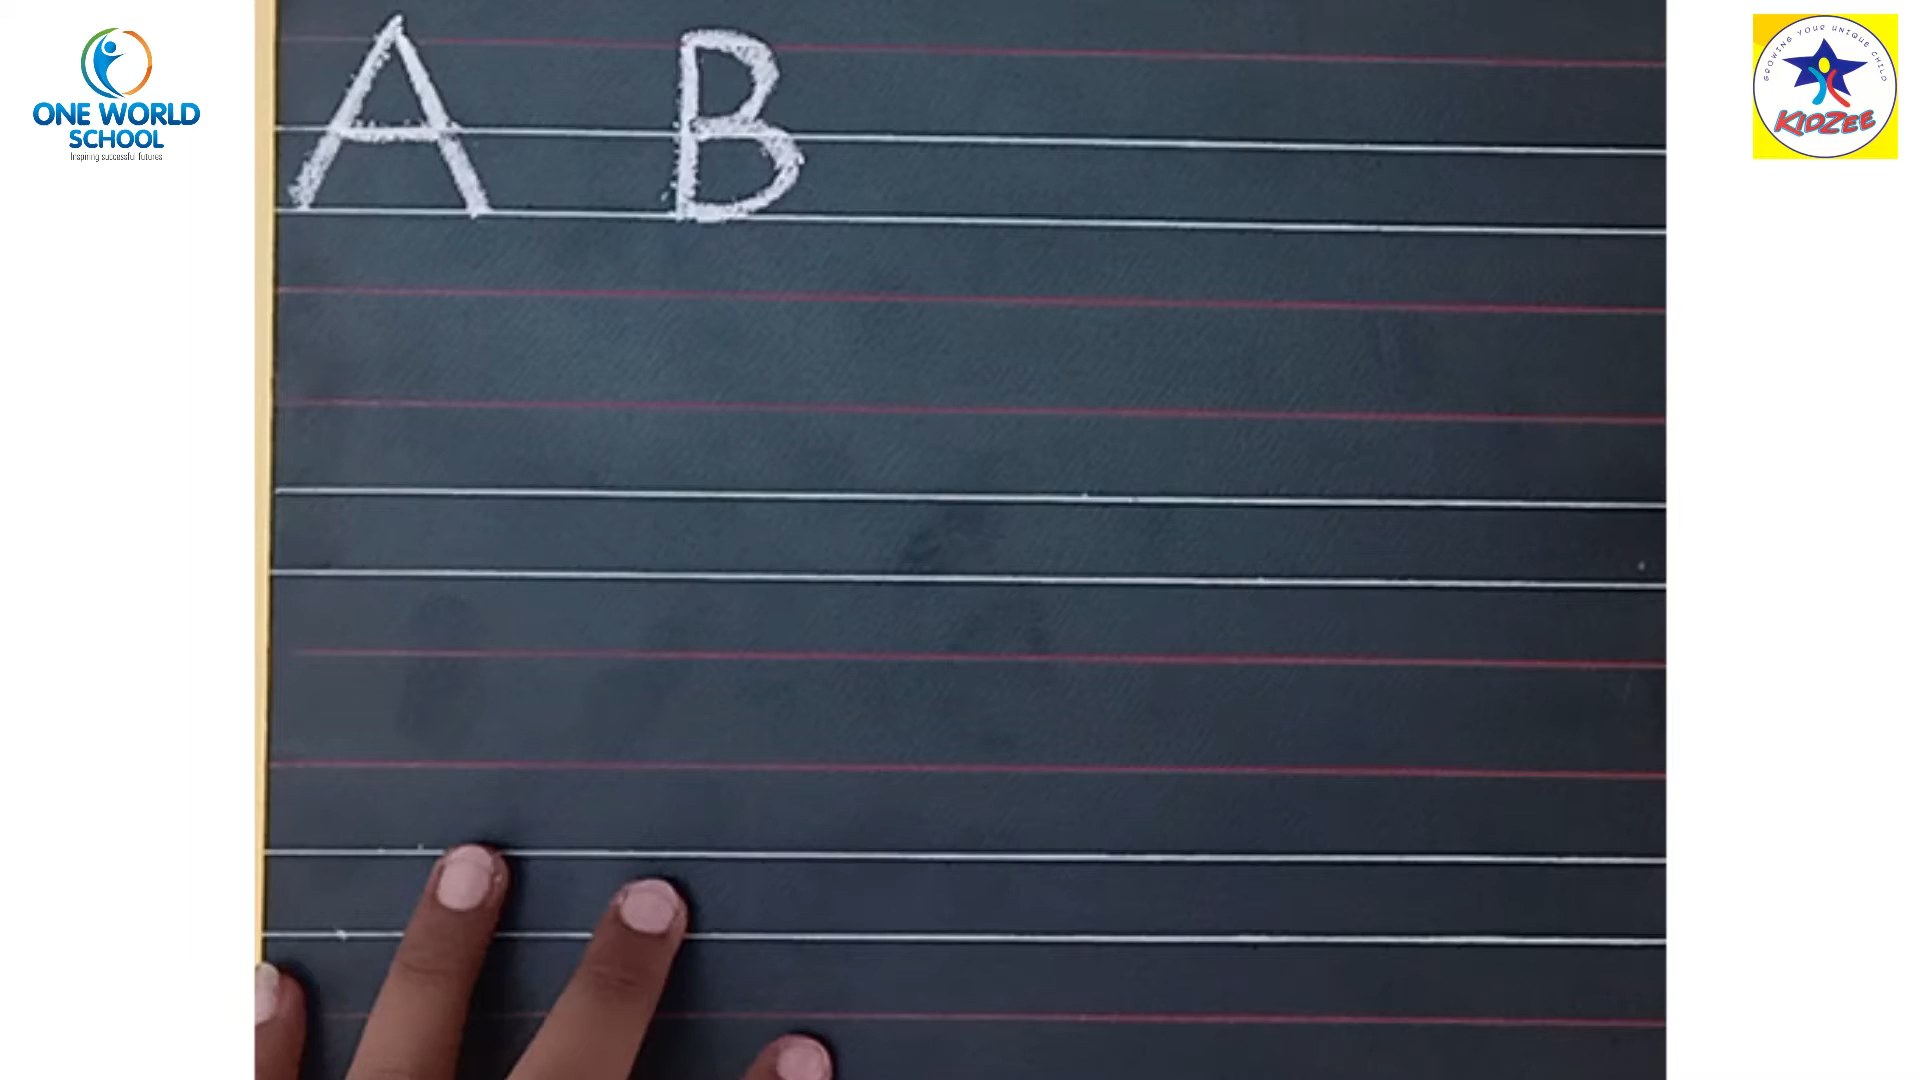 A B
ONE WORLD
SCHOOL
Inspiring successful futures
GROWING YOUR UNIQUE CHILD
KIDZEE